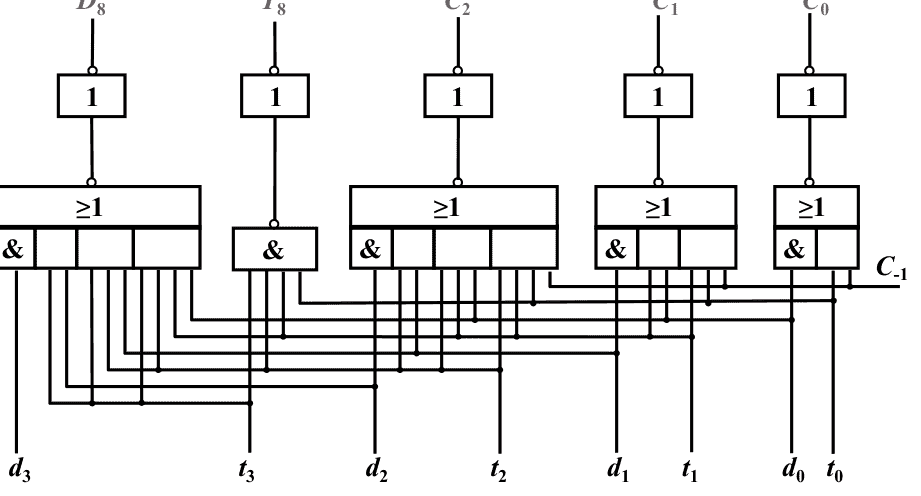 D₈ T₈ C₂ C₁ C₀
1 1 1 1 1
≥1 ≥1 ≥1 ≥1
& & & & &
C₋₁
d₃ t₃ d₂ t₂ d₁ t₁ d₀ t₀